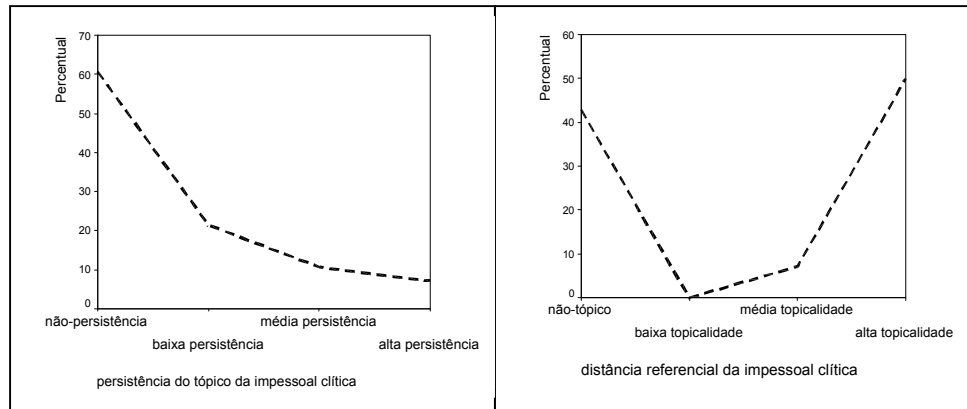 Percentual
70
60
50
40
30
20
10
0
não-persistência
média persistência
baixa persistência
alta persistência
persistência do tópico da impessoal clítica
Percentual
60
50
40
30
20
10
0
não-tópico
média topicalidade
baixa topicalidade
alta topicalidade
distância referencial da impessoal clítica